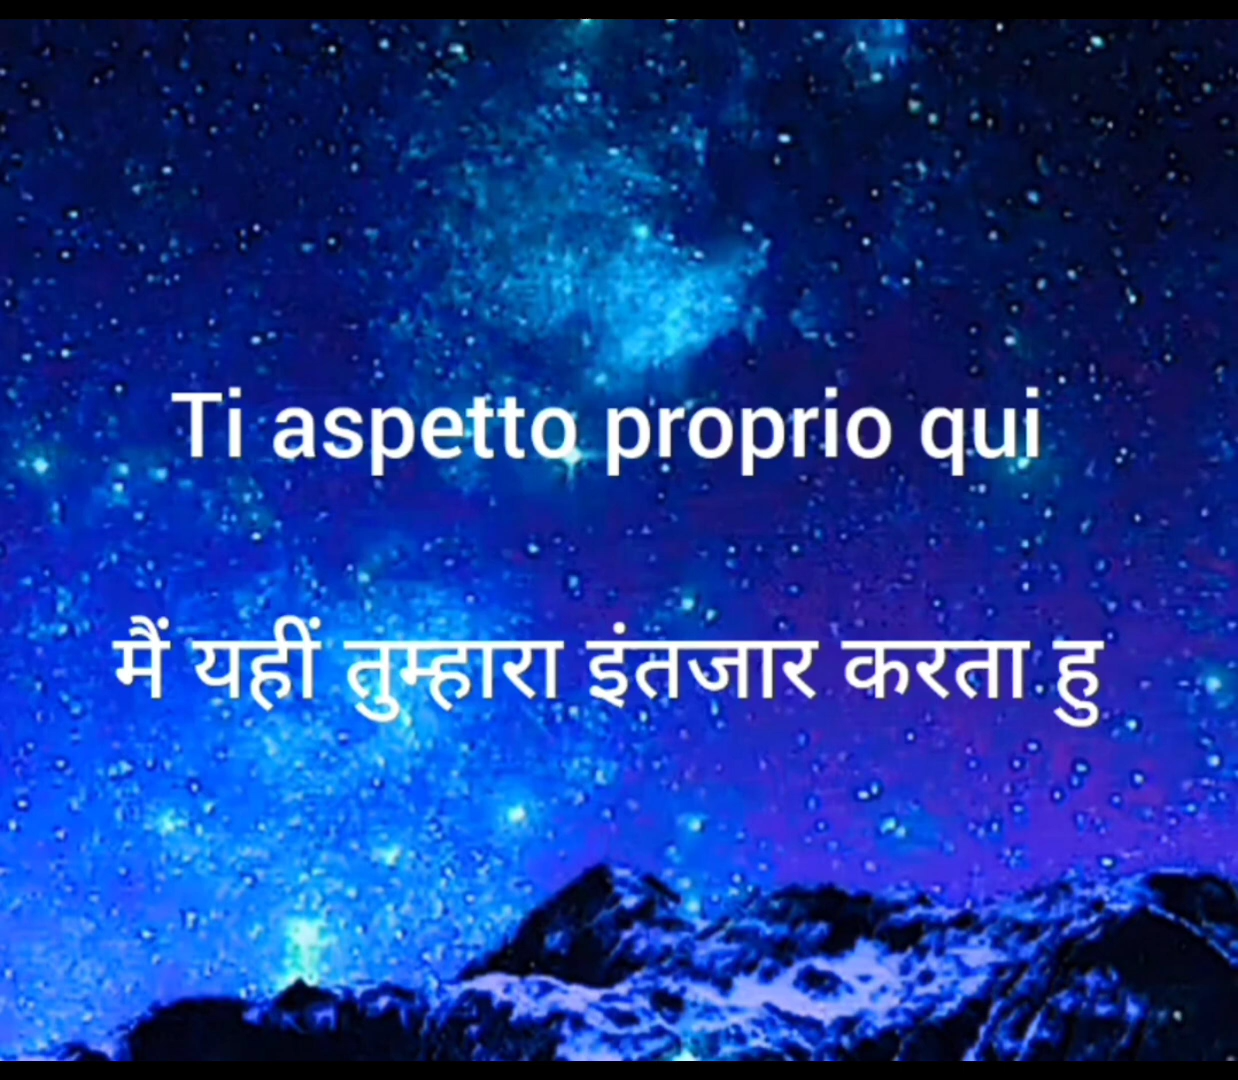 Ti aspetto proprio qui
मैं यहीं तुम्हारा इंतजार करता हु